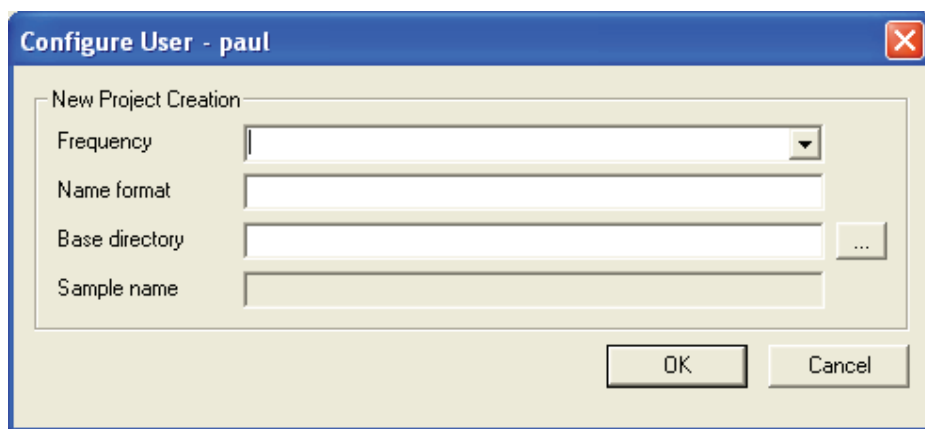 Configure User - paul
New Project Creation
Frequency
Name format
Base directory
...
Sample name
OK
Cancel